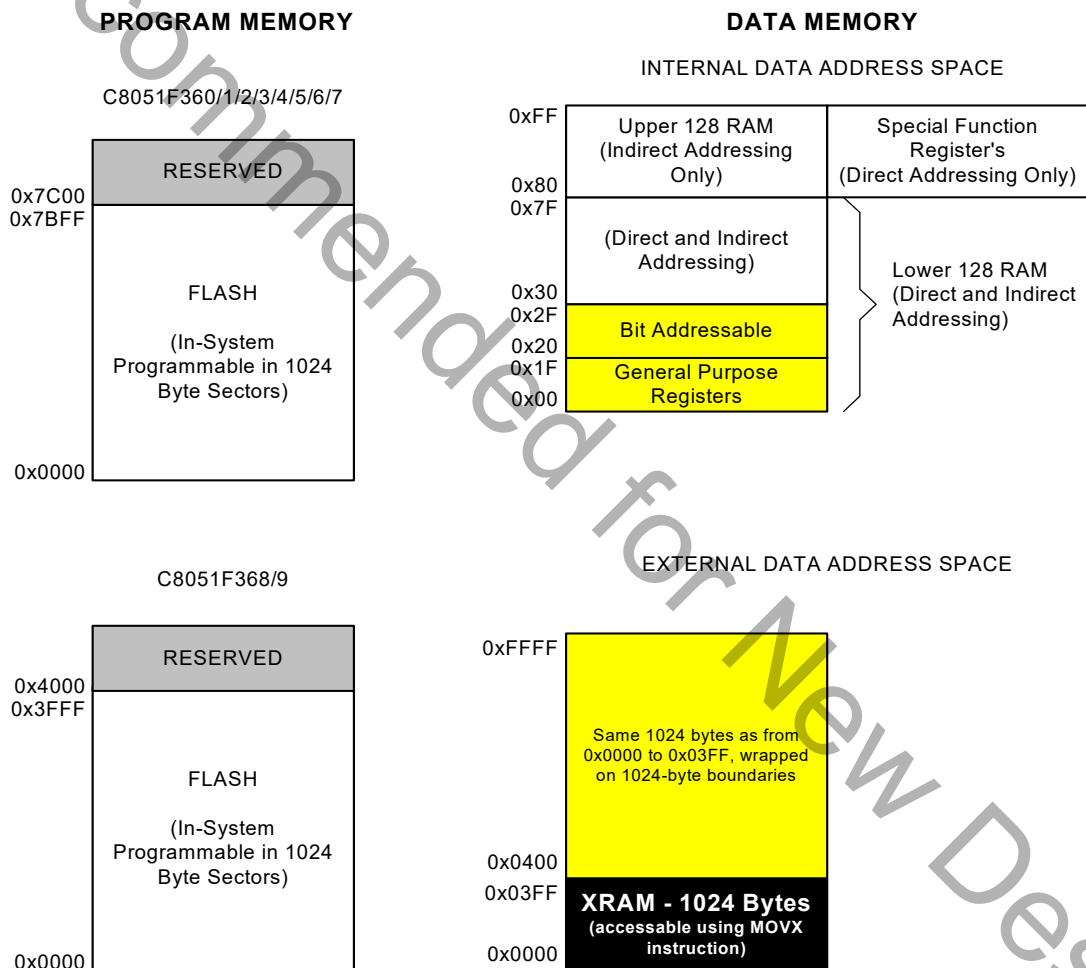 PROGRAM MEMORY
C8051F360/1/2/3/4/5/6/7
RESERVED
0x7C00
0x7BFF
FLASH
(In-System
Programmable in 1024
Byte Sectors)
0x0000
C8051F368/9
RESERVED
0x4000
0x3FFF
FLASH
(In-System
Programmable in 1024
Byte Sectors)
0x0000
DATA MEMORY
INTERNAL DATA ADDRESS SPACE
0xFF
Upper 128 RAM
(Indirect Addressing
Only)
Special Function
Register's
(Direct Addressing Only)
0x80
0x7F
(Direct and Indirect
Addressing)
Lower 128 RAM
(Direct and Indirect
Addressing)
0x30
0x2F
Bit Addressable
0x20
0x1F
General Purpose
Registers
0x00
EXTERNAL DATA ADDRESS SPACE
0xFFFF
Same 1024 bytes as from
0x0000 to 0x03FF, wrapped
on 1024-byte boundaries
0x0400
0x03FF
XRAM - 1024 Bytes
(accessable using MOVX
instruction)
0x0000
for New